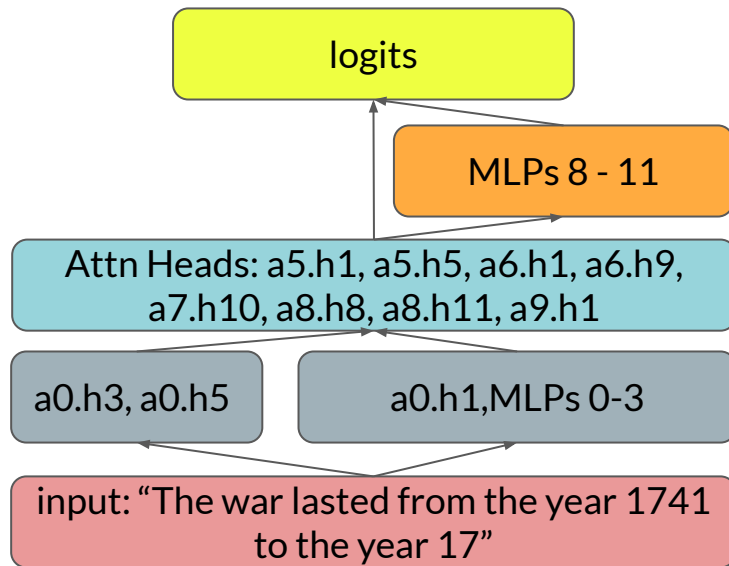 logits
MLPs 8 - 11
Attn Heads: a5.h1, a5.h5, a6.h1, a6.h9,
a7.h10, a8.h8, a8.h11, a9.h1
a0.h3, a0.h5
a0.h1,MLPs 0-3
input: “The war lasted from the year 1741
to the year 17”